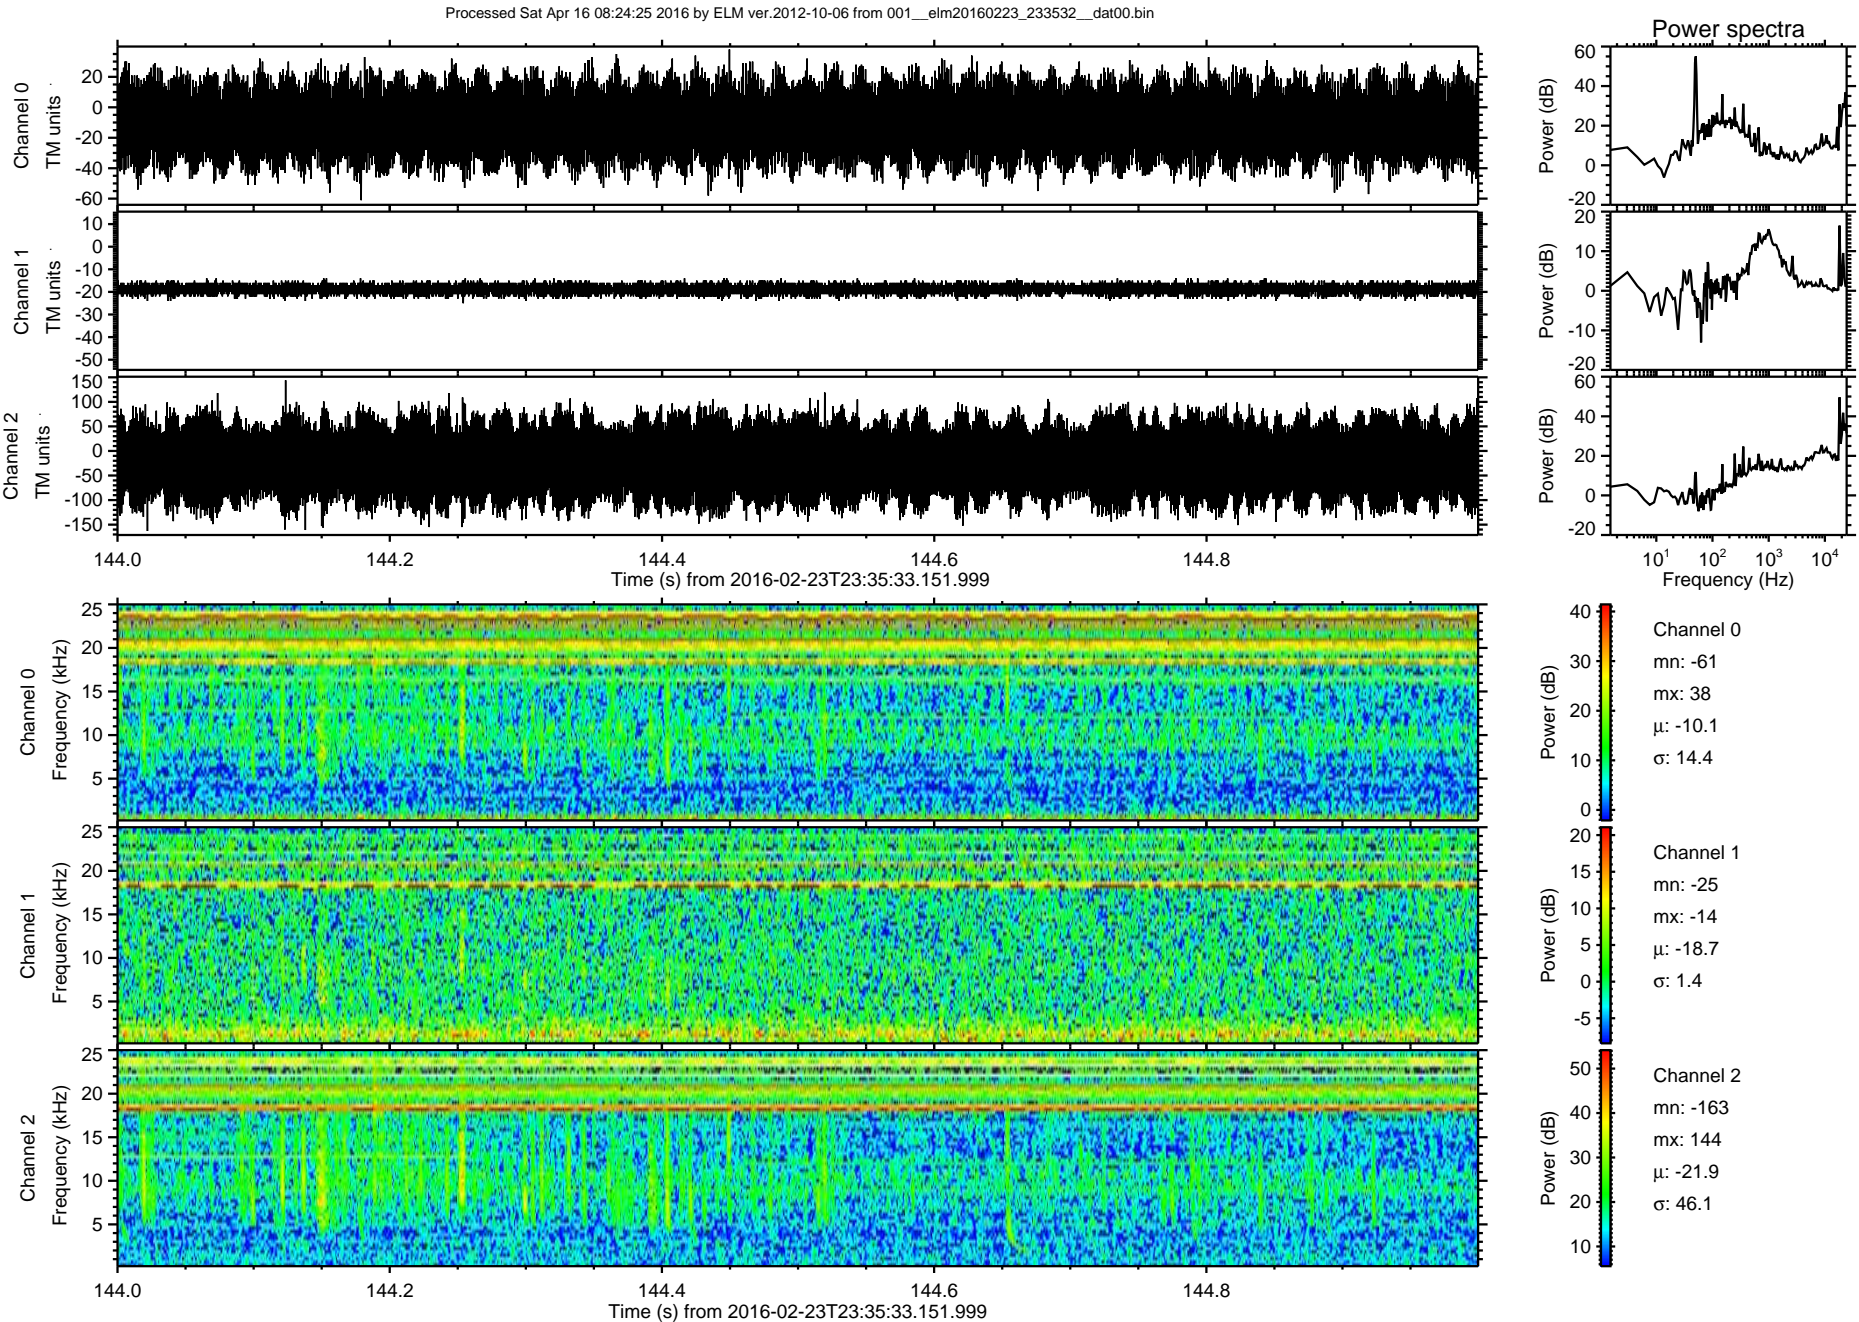 Processed Sat Apr 16 08:24:25 2016 by ELM ver.2012-10-06 from 001__elm20160223_233532__dat00.bin
Power spectra
Channel 0
TM units
20
0
-20
-40
-60
Power (dB)
60
40
20
0
-20
Channel 1
TM units
10
0
-10
-20
-30
-40
-50
Power (dB)
20
10
0
-10
-20
Channel 2
TM units
150
100
50
0
-50
-100
-150
Power (dB)
60
40
20
0
-20
144.0 144.2 144.4 144.6 144.8
Time (s) from 2016-02-23T23:35:33.151.999
10^1 10^2 10^3 10^4
Frequency (Hz)
Channel 0
Frequency (kHz)
25
20
15
10
5
Power (dB)
40
30
20
10
0
Channel 0
mn: -61
mx: 38
μ: -10.1
σ: 14.4
Channel 1
Frequency (kHz)
25
20
15
10
5
Power (dB)
20
15
10
5
0
-5
Channel 1
mn: -25
mx: -14
μ: -18.7
σ: 1.4
Channel 2
Frequency (kHz)
25
20
15
10
5
Power (dB)
50
40
30
20
10
Channel 2
mn: -163
mx: 144
μ: -21.9
σ: 46.1
144.0 144.2 144.4 144.6 144.8
Time (s) from 2016-02-23T23:35:33.151.999